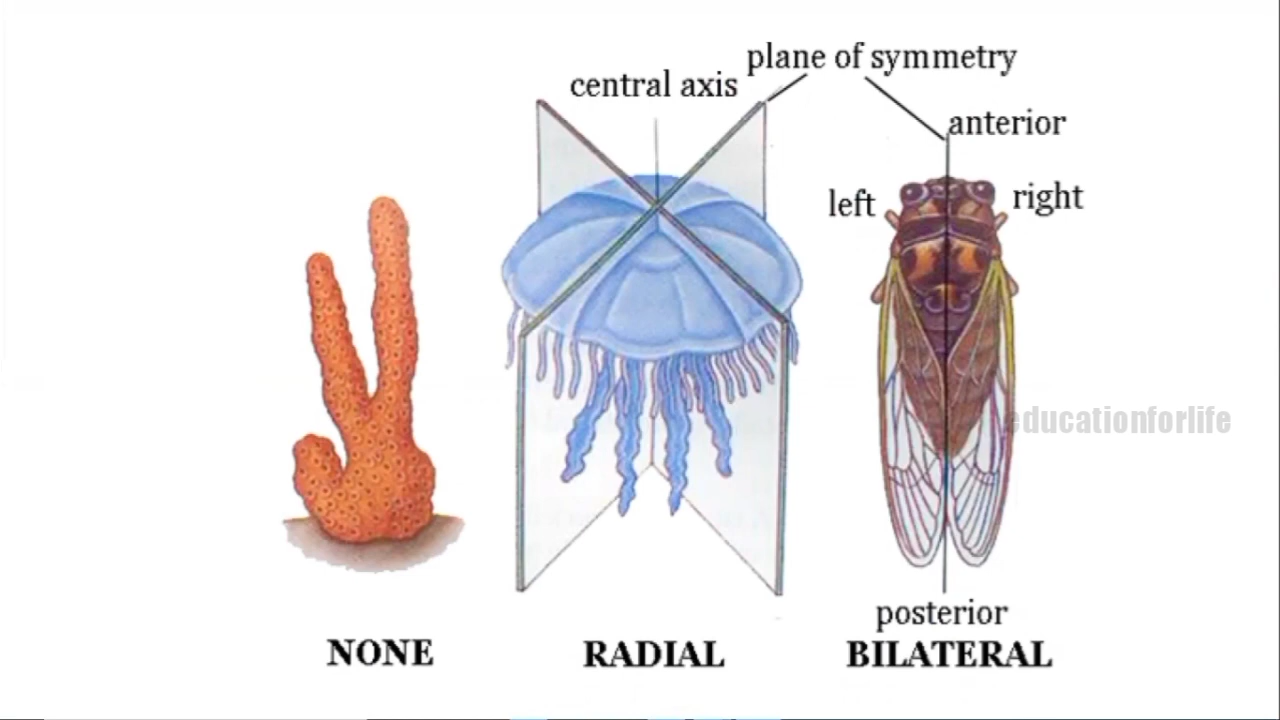 plane of symmetry
central axis
anterior
left
right
educationforlife
posterior
NONE
RADIAL
BILATERAL